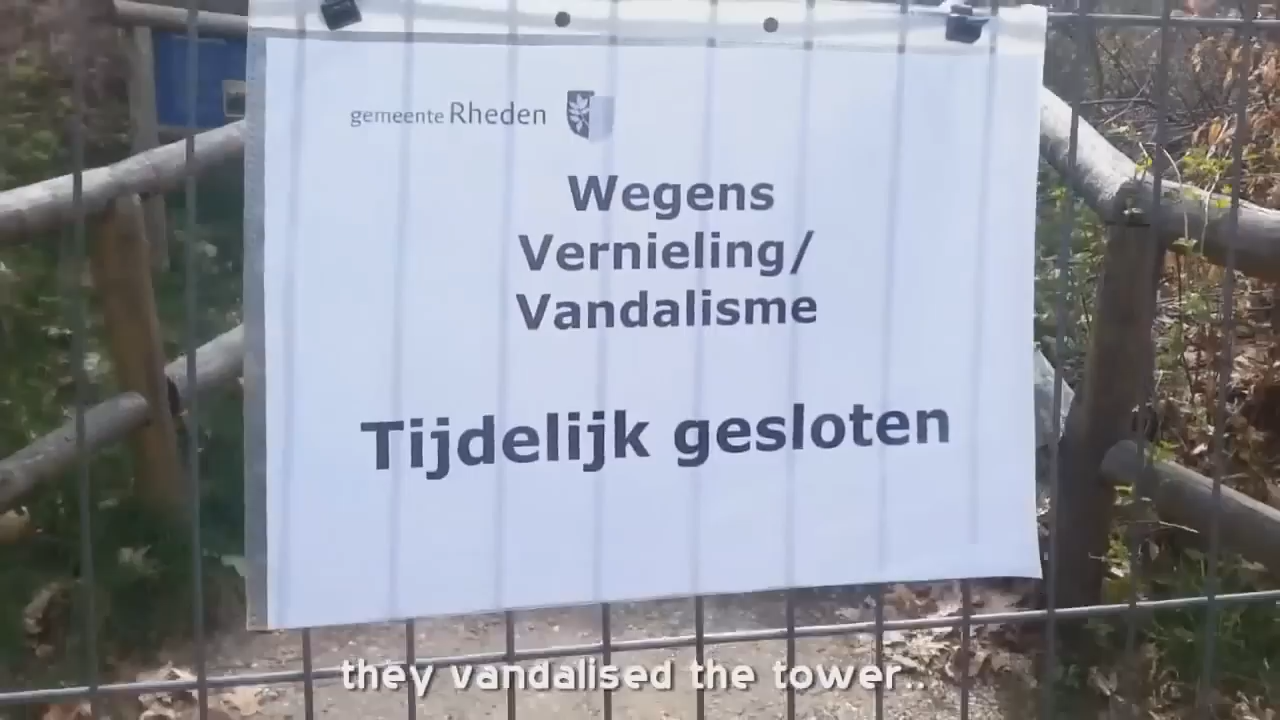 gemeente Rheden
Wegens
Vernieling/
Vandalisme
Tijdelijk gesloten
they vandalised the tower..